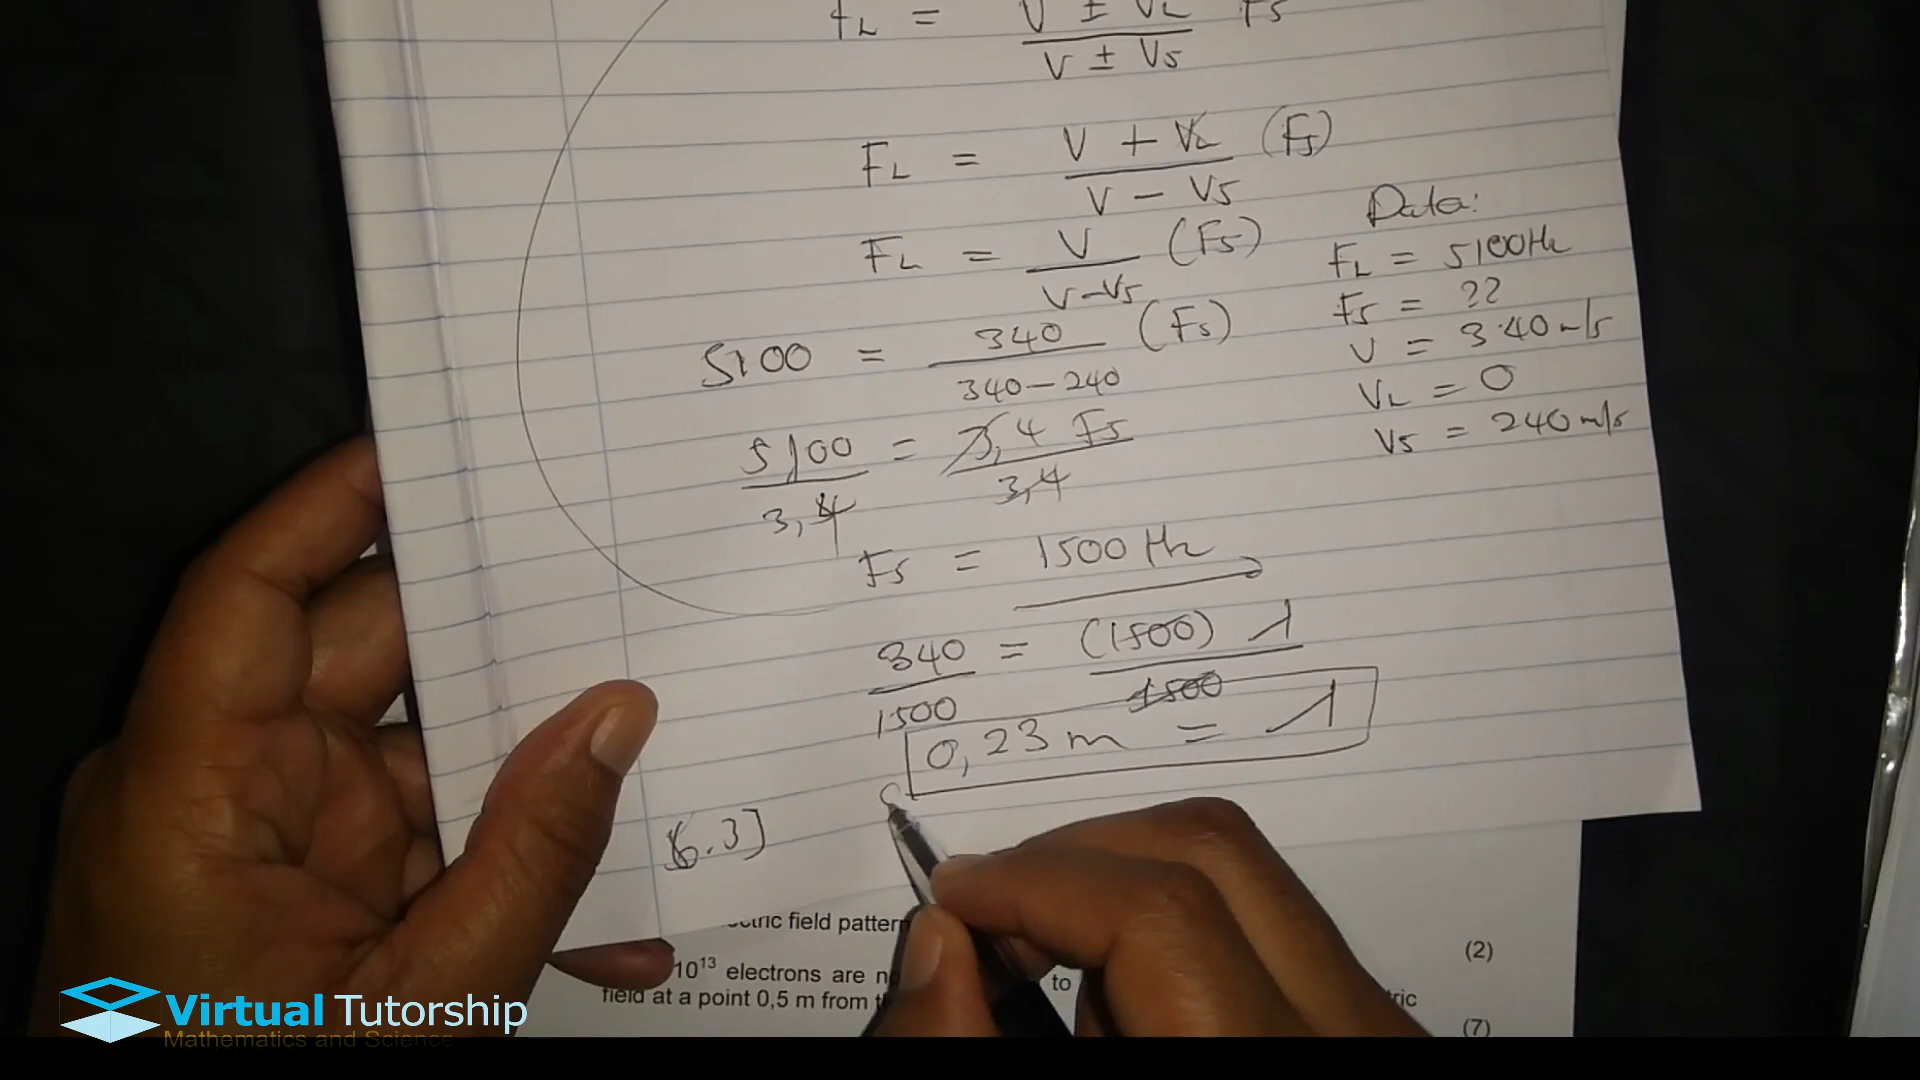 fL = V ± VL / V ± Vs Fs
FL = V + VL / V - Vs (Fs)
Data:
FL = V / V - Vs (Fs)
FL = 5100Hz
Fs = ??
5100 = 340 / 340 - 240 (Fs)
V = 340 m/s
VL = 0
5100 / 3,4 = 3,4 Fs / 3,4
Vs = 240 m/s
Fs = 1500 Hz
340 / 1500 = (1500) λ / 1500
0,23 m = λ
6.3]
ctric field pattern
(2)
10¹³ electrons are to
field at a point 0,5 m from ric
(7)
Virtual Tutorship
Mathematics and Science